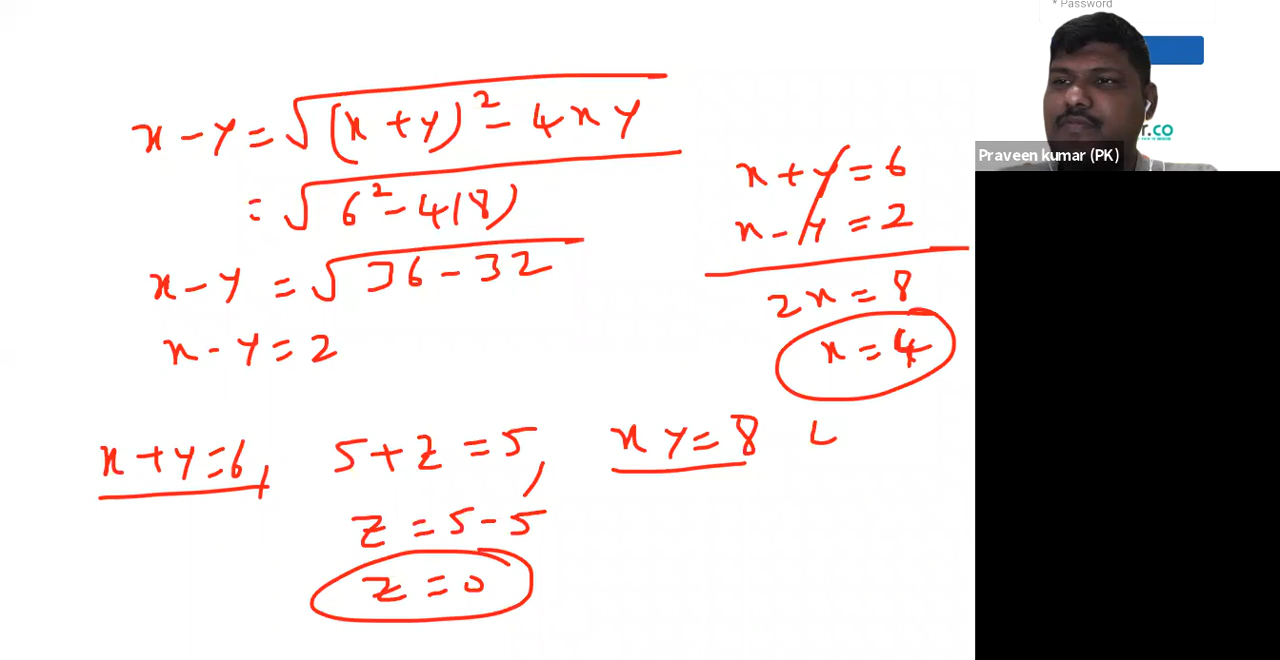 * Password
r.co
Praveen kumar (PK)
x - y = √(x + y)² - 4xy
= √6² - 4(8)
x - y = √36 - 32
x - y = 2
x + y = 6
x - y = 2
2x = 8
x = 4
x + y = 6, 5 + z = 5, xy = 8
z = 5 - 5
z = 0